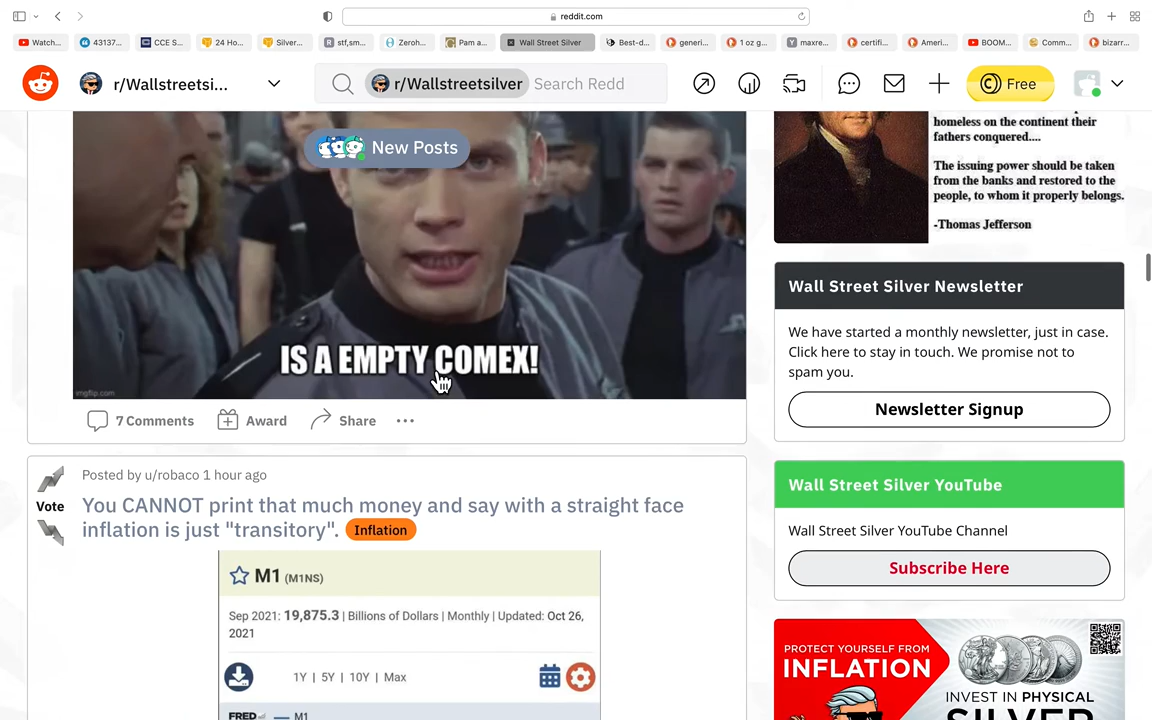 reddit.com
Watch...
43137...
CCE S...
24 Ho...
Silver...
stf,sm...
Zeroh...
Pam a...
Wall Street Silver
Best-d...
generi...
1 oz g...
maxre...
certifi...
Ameri...
BOOM...
Comm...
bizarr...
r/Wallstreetsi...
r/Wallstreetsilver
Search Redd
Free
New Posts
IS A EMPTY COMEX!
imgflip.com
7 Comments
Award
Share
Vote
Posted by u/robaco 1 hour ago
You CANNOT print that much money and say with a straight face
inflation is just "transitory". Inflation
M1 (M1NS)
Sep 2021: 19,875.3 | Billions of Dollars | Monthly | Updated: Oct 26,
2021
1Y | 5Y | 10Y | Max
FRED — M1
homeless on the continent their
fathers conquered....
The issuing power should be taken
from the banks and restored to the
people, to whom it properly belongs.
-Thomas Jefferson
Wall Street Silver Newsletter
We have started a monthly newsletter, just in case.
Click here to stay in touch. We promise not to
spam you.
Newsletter Signup
Wall Street Silver YouTube
Wall Street Silver YouTube Channel
Subscribe Here
PROTECT YOURSELF FROM
INFLATION
INVEST IN PHYSICAL
SILVER